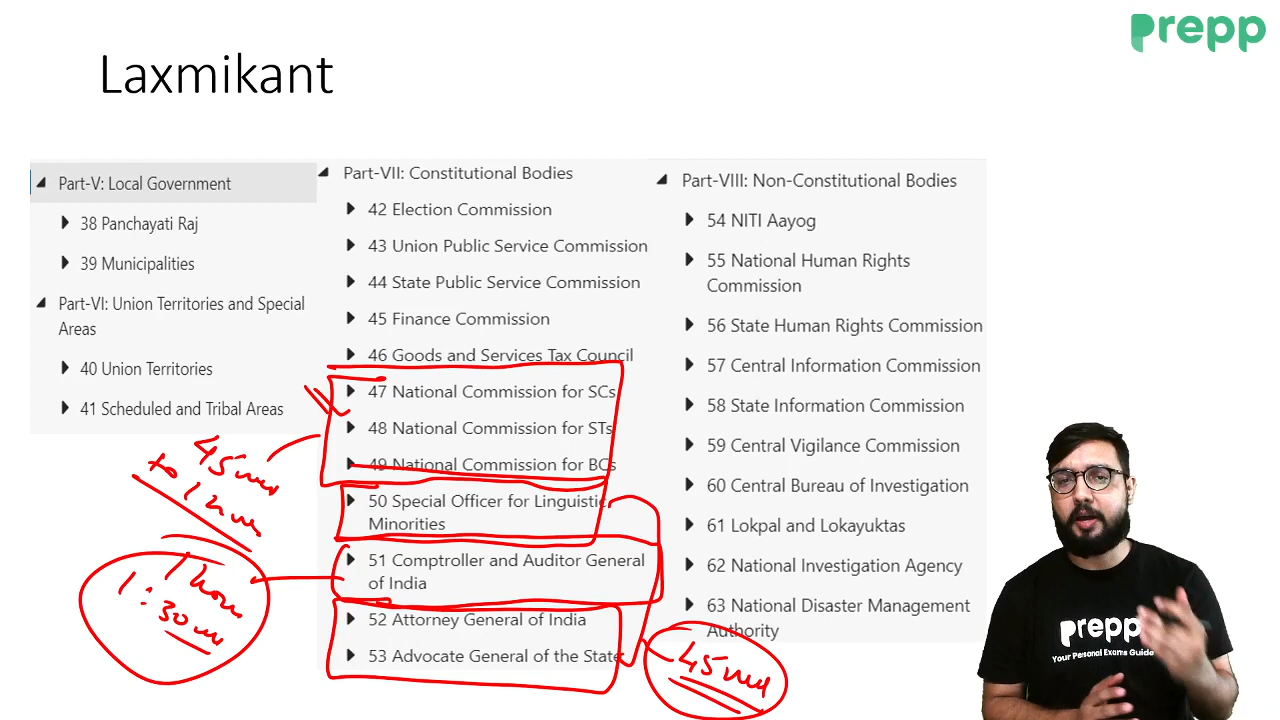 prepp
Laxmikant
Part-V: Local Government
38 Panchayati Raj
39 Municipalities
Part-VI: Union Territories and Special
Areas
40 Union Territories
41 Scheduled and Tribal Areas
Part-VII: Constitutional Bodies
42 Election Commission
43 Union Public Service Commission
44 State Public Service Commission
45 Finance Commission
46 Goods and Services Tax Council
47 National Commission for SCs
48 National Commission for STs
49 National Commission for BCs
50 Special Officer for Linguistic
Minorities
51 Comptroller and Auditor General
of India
52 Attorney General of India
53 Advocate General of the State
Part-VIII: Non-Constitutional Bodies
54 NITI Aayog
55 National Human Rights
Commission
56 State Human Rights Commission
57 Central Information Commission
58 State Information Commission
59 Central Vigilance Commission
60 Central Bureau of Investigation
61 Lokpal and Lokayuktas
62 National Investigation Agency
63 National Disaster Management
Authority
45 min
to 1 hour
1 hour
1:30 min
45 min
prepp
Your Personal Exams Guide